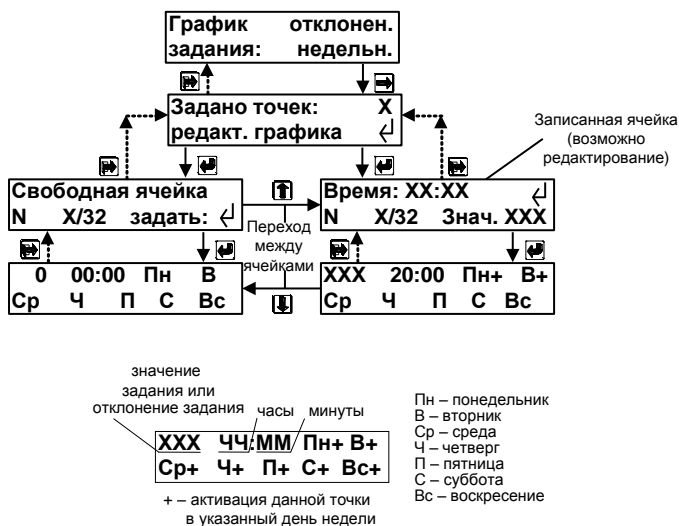 График отклонен.
задания: недельн.
Задано точек: X
редакт. графика
Записанная ячейка
(возможно
редактирование)
Свободная ячейка
N X/32 задать:
Время: XX:XX
N X/32 Знач. XXX
Переход
между
ячейками
0 00:00 Пн В
Ср Ч П С Вс
XXX 20:00 Пн+ В+
Ср Ч П С Вс
значение
задания или
отклонение задания
часы минуты
XXX ЧЧ:ММ Пн+ В+
Ср+ Ч+ П+ С+ Вс+
+ – активация данной точки
в указанный день недели
Пн – понедельник
В – вторник
Ср – среда
Ч – четверг
П – пятница
С – суббота
Вс – воскресение